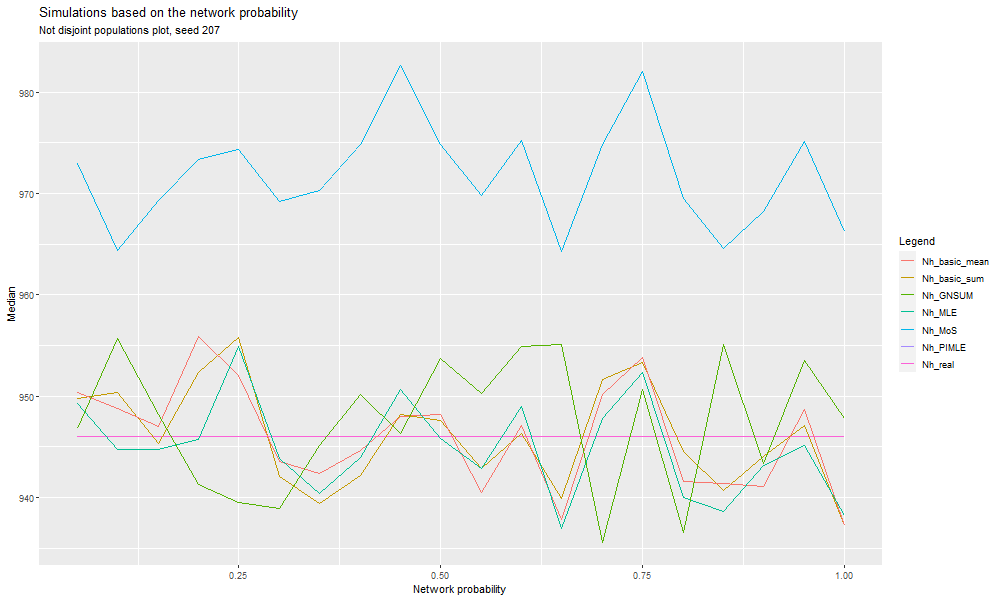 Simulations based on the network probability
Not disjoint populations plot, seed 207
980
970
960
950
940
Median
0.25
0.50
0.75
1.00
Network probability
Legend
Nh_basic_mean
Nh_basic_sum
Nh_GNSUM
Nh_MLE
Nh_MoS
Nh_PIMLE
Nh_real